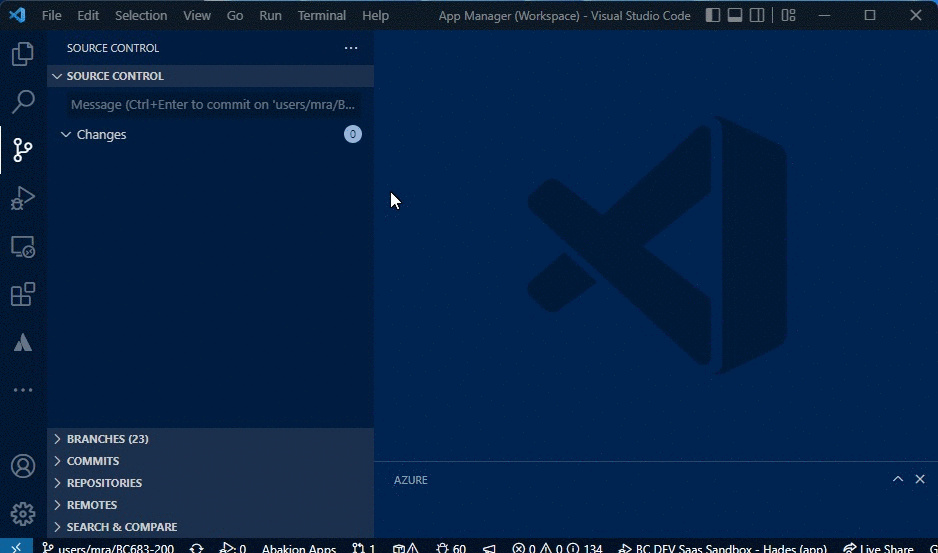 File Edit Selection View Go Run Terminal Help App Manager (Workspace) - Visual Studio Code
SOURCE CONTROL
SOURCE CONTROL
Message (Ctrl+Enter to commit on 'users/mra/B...
Changes 0
BRANCHES (23)
COMMITS
REPOSITORIES
REMOTES
SEARCH & COMPARE
AZURE
users/mra/BC683-200 0 Abakion Apps 1 60 0 0 134 BC DEV Saas Sandbox - Hades (app) Live Share G